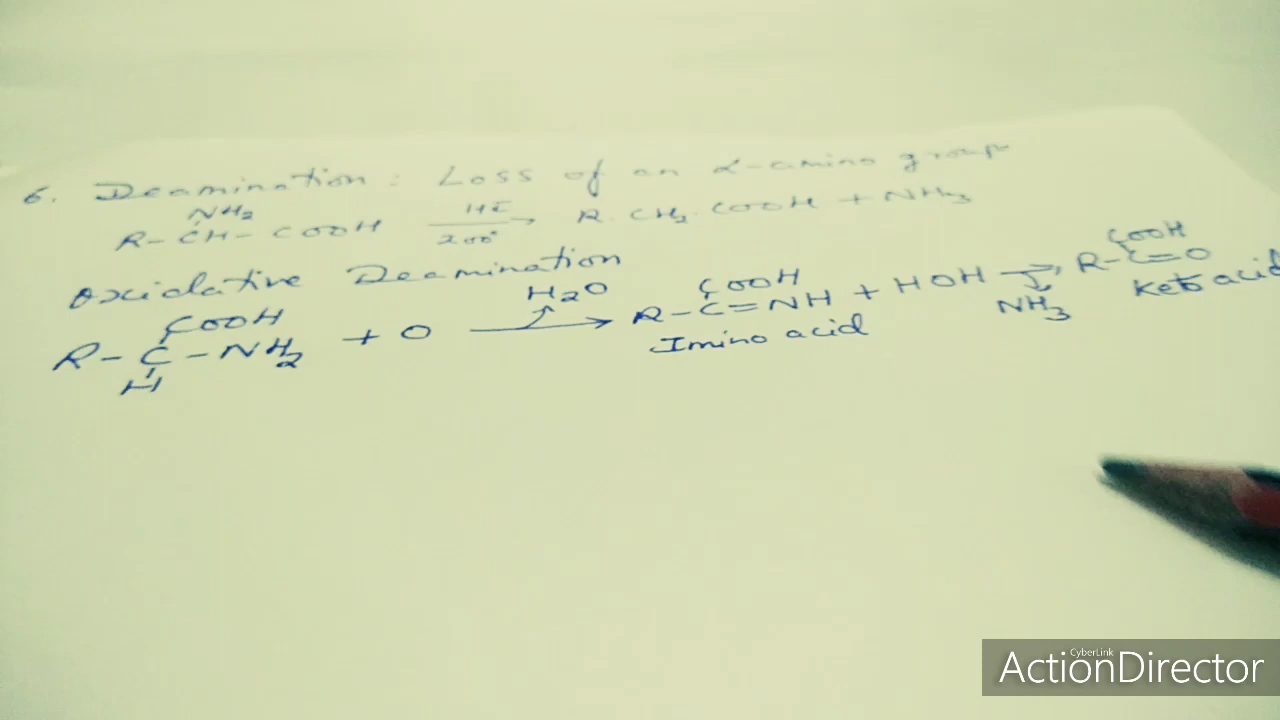 6. Deamination: Loss of an α-amino group
NH2
R-CH-COOH HI 200° → R.CH2.COOH + NH3
Oxidative Deamination
COOH H2O COOH COOH
R-C-NH2 + O → R-C=NH + HOH → R-C=O
H Imino acid NH3 Keto acid
CyberLink
ActionDirector